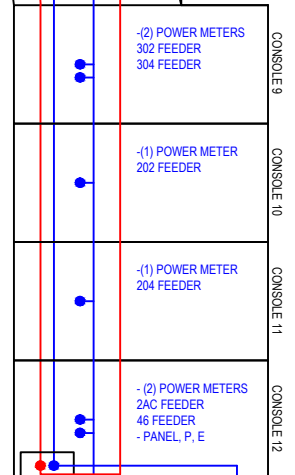 -(2) POWER METERS
302 FEEDER
304 FEEDER
CONSOLE 9
-(1) POWER METER
202 FEEDER
CONSOLE 10
-(1) POWER METER
204 FEEDER
CONSOLE 11
- (2) POWER METERS
2AC FEEDER
46 FEEDER
- PANEL, P, E
CONSOLE 12